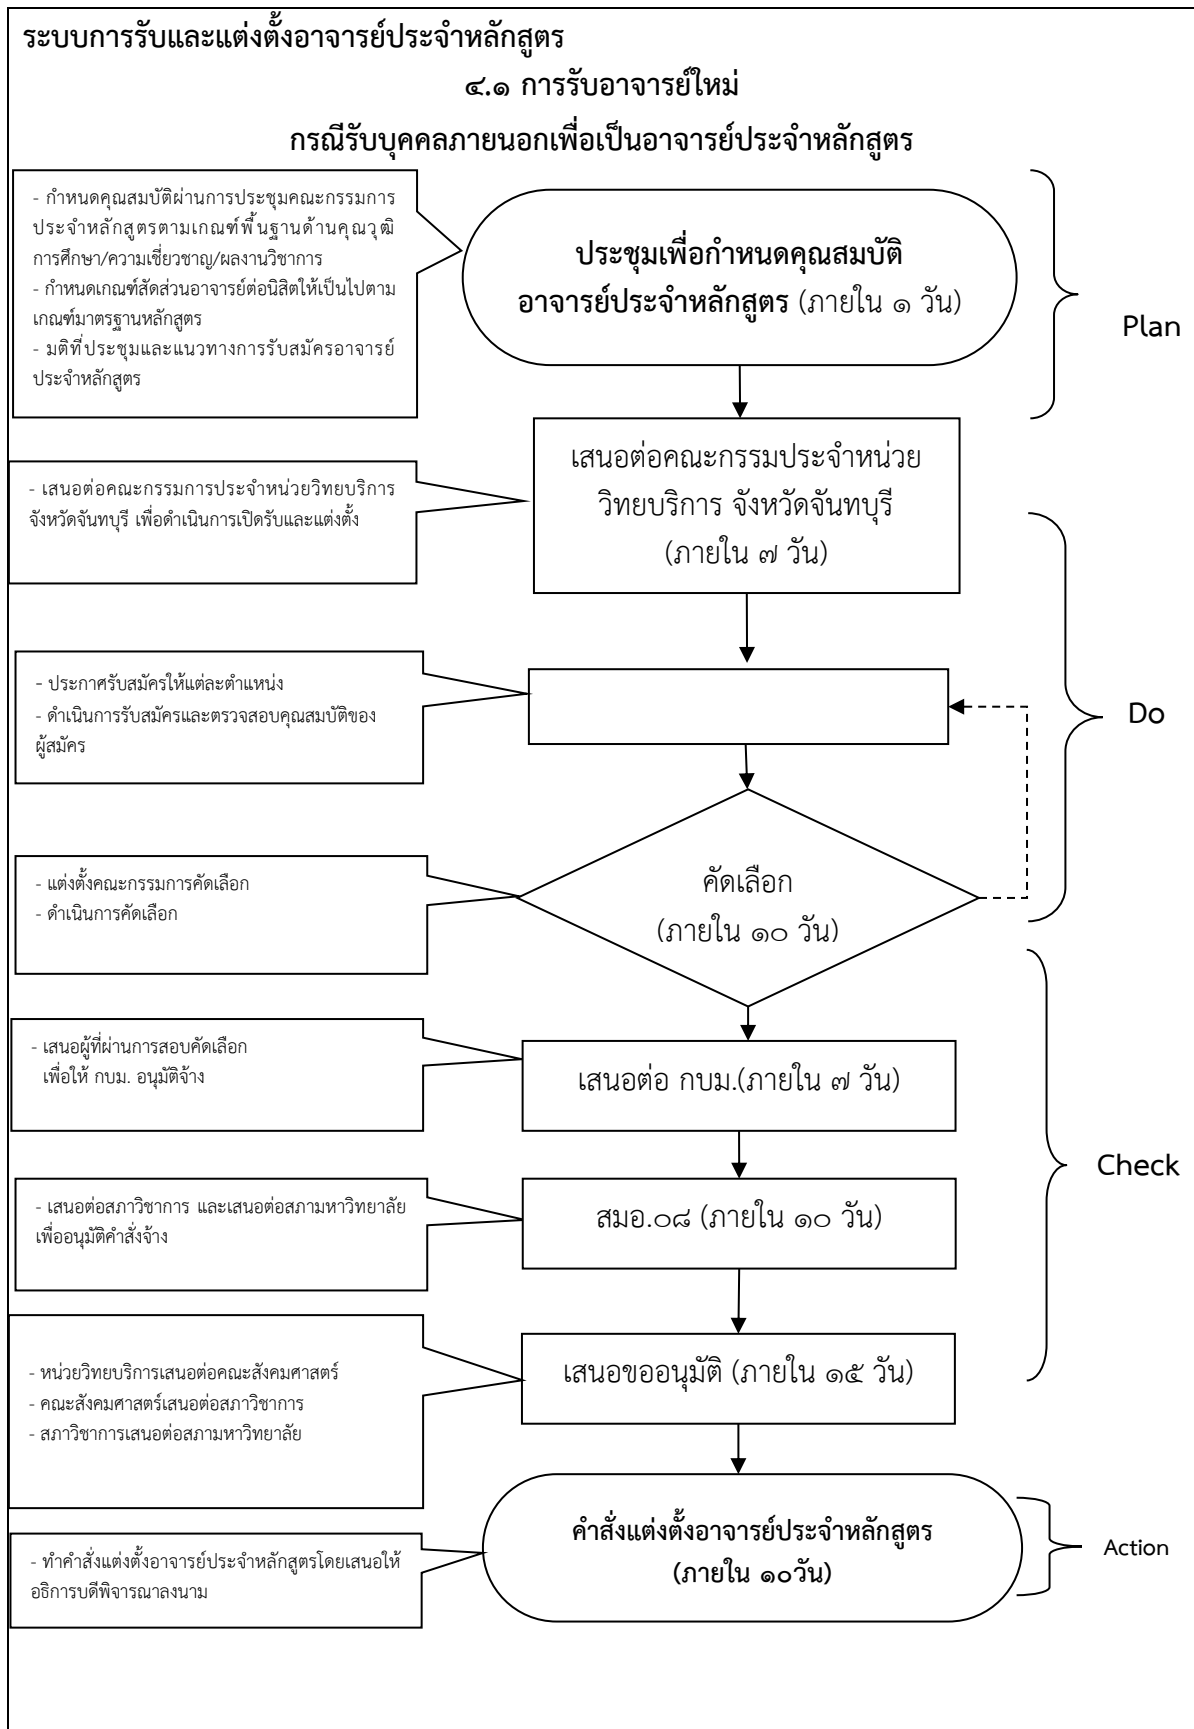 ระบบการรับและแต่งตั้งอาจารย์ประจำหลักสูตร
๔.๑ การรับอาจารย์ใหม่
กรณีรับบุคคลภายนอกเพื่อเป็นอาจารย์ประจำหลักสูตร
- กำหนดคุณสมบัติผ่านการประชุมคณะกรรมการ
ประจำหลักสูตรตามเกณฑ์พื้นฐานด้านคุณวุฒิ
การศึกษา/ความเชี่ยวชาญ/ผลงานวิชาการ
- กำหนดเกณฑ์สัดส่วนอาจารย์ต่อนิสิตให้เป็นไปตาม
เกณฑ์มาตรฐานหลักสูตร
- มติที่ประชุมและแนวทางการรับสมัครอาจารย์
ประจำหลักสูตร
ประชุมเพื่อกำหนดคุณสมบัติ
อาจารย์ประจำหลักสูตร (ภายใน ๑ วัน)
Plan
- เสนอต่อคณะกรรมการประจำหน่วยวิทยบริการ
จังหวัดจันทบุรี เพื่อดำเนินการเปิดรับและแต่งตั้ง
เสนอต่อคณะกรรมประจำหน่วย
วิทยบริการ จังหวัดจันทบุรี
(ภายใน ๗ วัน)
- ประกาศรับสมัครให้แต่ละตำแหน่ง
- ดำเนินการรับสมัครและตรวจสอบคุณสมบัติของ
ผู้สมัคร
Do
- แต่งตั้งคณะกรรมการคัดเลือก
- ดำเนินการคัดเลือก
คัดเลือก
(ภายใน ๑๐ วัน)
- เสนอผู้ที่ผ่านการสอบคัดเลือก
เพื่อให้ กบม. อนุมัติจ้าง
เสนอต่อ กบม.(ภายใน ๗ วัน)
Check
- เสนอต่อสภาวิชาการ และเสนอต่อสภามหาวิทยาลัย
เพื่ออนุมัติคำสั่งจ้าง
สมอ.๐๘ (ภายใน ๑๐ วัน)
- หน่วยวิทยบริการเสนอต่อคณะสังคมศาสตร์
- คณะสังคมศาสตร์เสนอต่อสภาวิชาการ
- สภาวิชาการเสนอต่อสภามหาวิทยาลัย
เสนอขออนุมัติ (ภายใน ๑๕ วัน)
คำสั่งแต่งตั้งอาจารย์ประจำหลักสูตร
(ภายใน ๑๐วัน)
Action
- ทำคำสั่งแต่งตั้งอาจารย์ประจำหลักสูตรโดยเสนอให้
อธิการบดีพิจารณาลงนาม